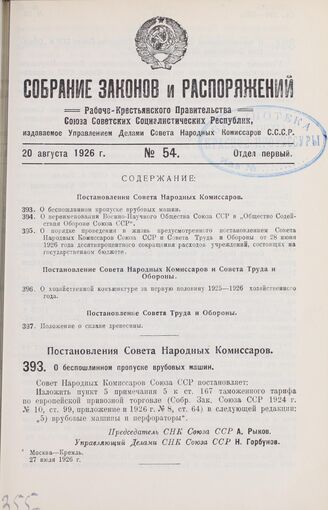 СОБРАНИЕ ЗАКОНОВ и РАСПОРЯЖЕНИЙ
Рабоче-Крестьянского Правительства
Союза Советских Социалистических Республик,
издаваемое Управлением Делами Совета Народных Комиссаров С.С.С.Р.
20 августа 1926 г. № 54. Отдел первый.
СОДЕРЖАНИЕ:
Постановления Совета Народных Комиссаров.
393. О беспошлинном пропуске врубовых машин.
394. О переименовании Военно-Научного Общества Союза ССР в „Общество Содействия Обороне Союза ССР".
395. О порядке проведения в жизнь предусмотренного постановлением Совета
Народных Комиссаров Союза ССР и Совета Труда и Обороны от 28 июня
1926 года десятипроцентного сокращения расходов учреждений, состоящих на
государственном бюджете.
Постановление Совета Народных Комиссаров и Совета Труда и
Обороны.
396. О хозяйственной конъюнктуре за первую половину 1925—1926 хозяйственного
года.
Постановление Совета Труда и Обороны.
397. Положение о сплаве древесины.
Постановления Совета Народных Комиссаров.
393. О беспошлинном пропуске врубовых машин.
Совет Народных Комиссаров Союза ССР постановляет:
Изложить пункт 5 примечания 5 к ст. 167 таможенного тарифа
по европейской привозной торговле (Собр. Зак. Союза ССР 1924 г.
№ 10, ст. 99, приложение и 1926 г. № 8, ст. 64) в следующей редакции:
„5) врубовые машины и перфораторы".
Председатель СНК Союза ССР А. Рыков.
Управляющий Делами СНК Союза ССР Н. Горбунов.
Москва—Кремль.
27 июля 1926 г.
355